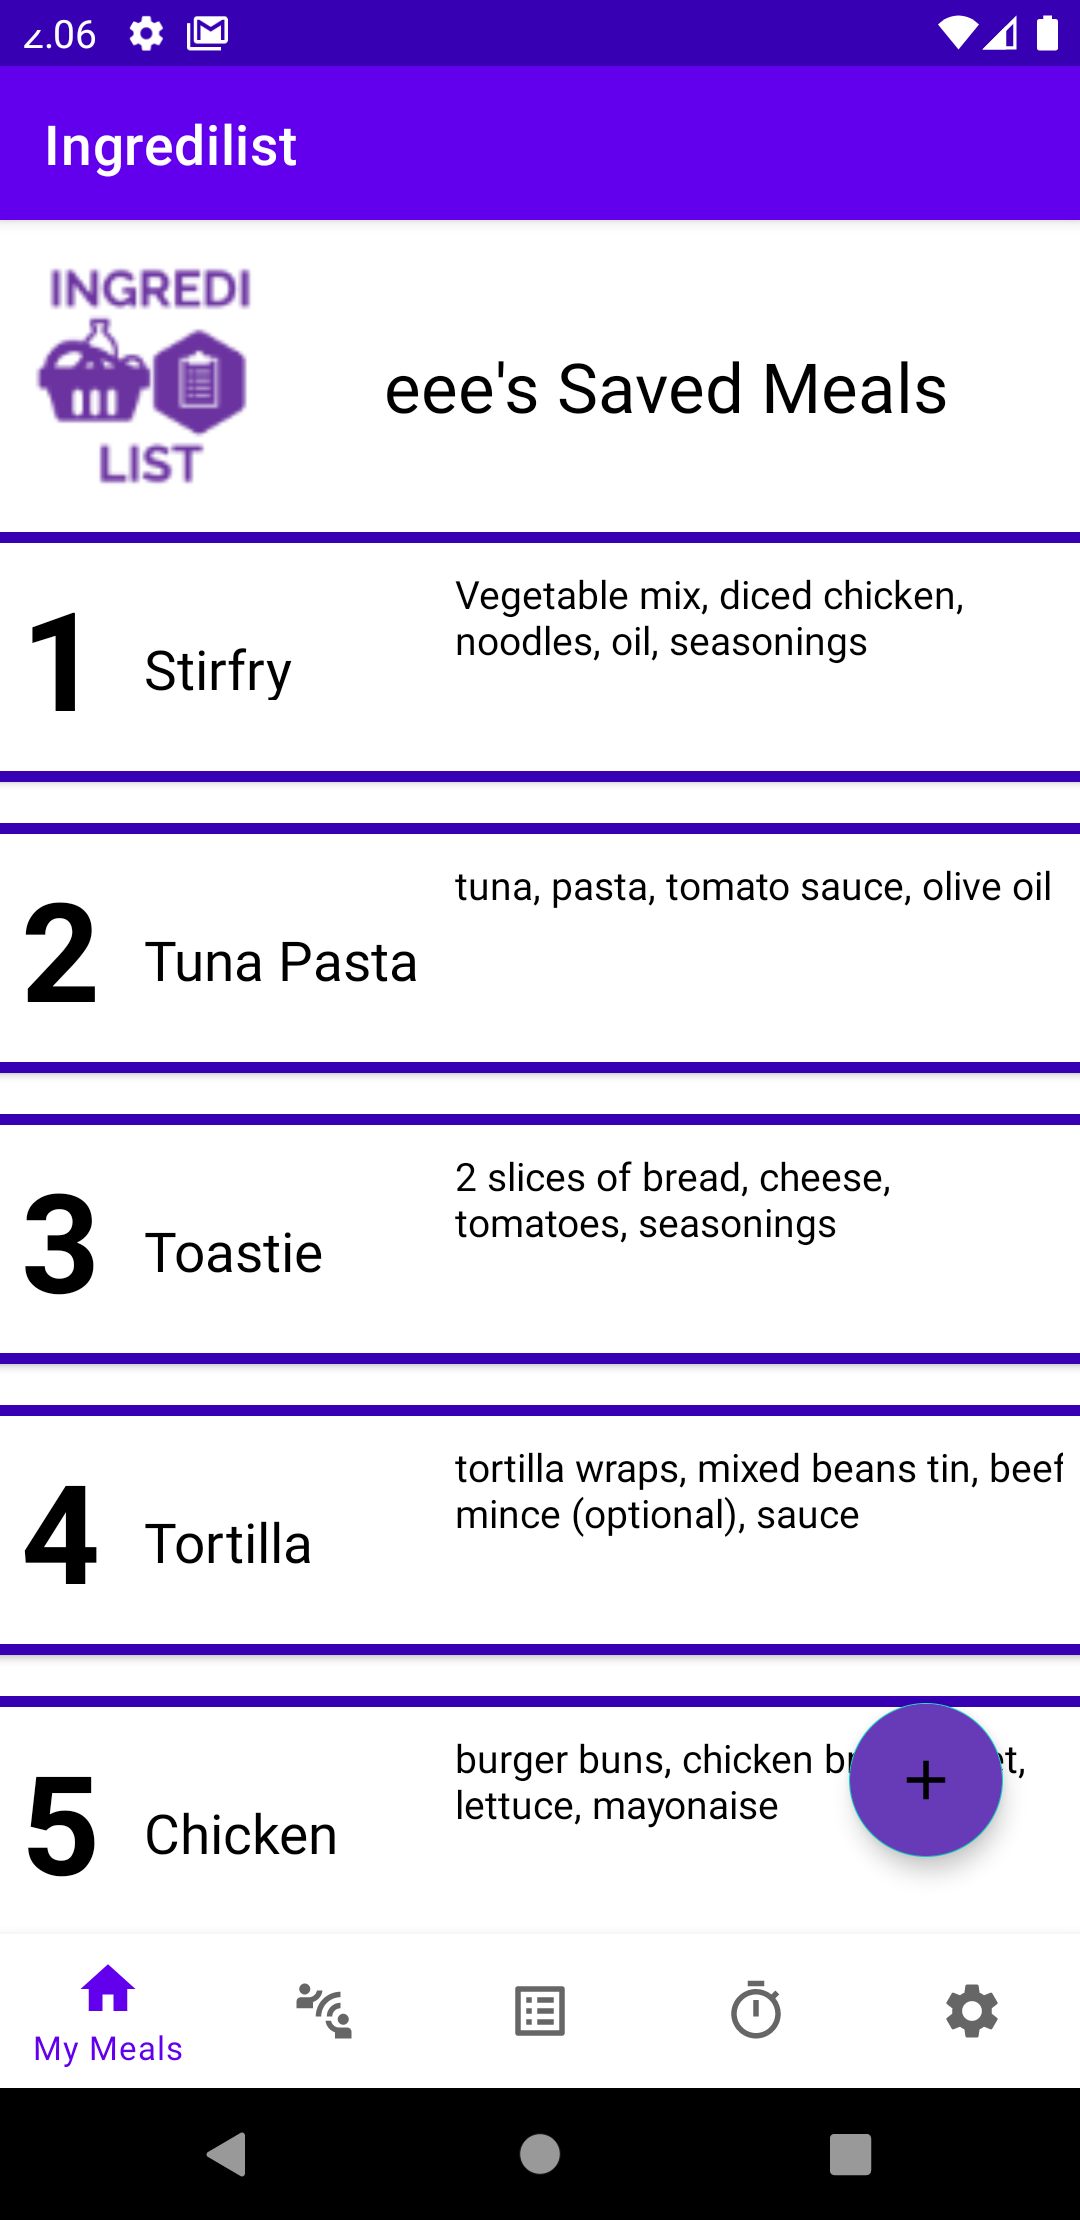 2:06
Ingredilist
INGREDI
LIST
eee's Saved Meals
1
Stirfry
Vegetable mix, diced chicken,
noodles, oil, seasonings
2
Tuna Pasta
tuna, pasta, tomato sauce, olive oil
3
Toastie
2 slices of bread, cheese,
tomatoes, seasonings
4
Tortilla
tortilla wraps, mixed beans tin, beef
mince (optional), sauce
5
Chicken
burger buns, chicken
lettuce, mayonaise
My Meals